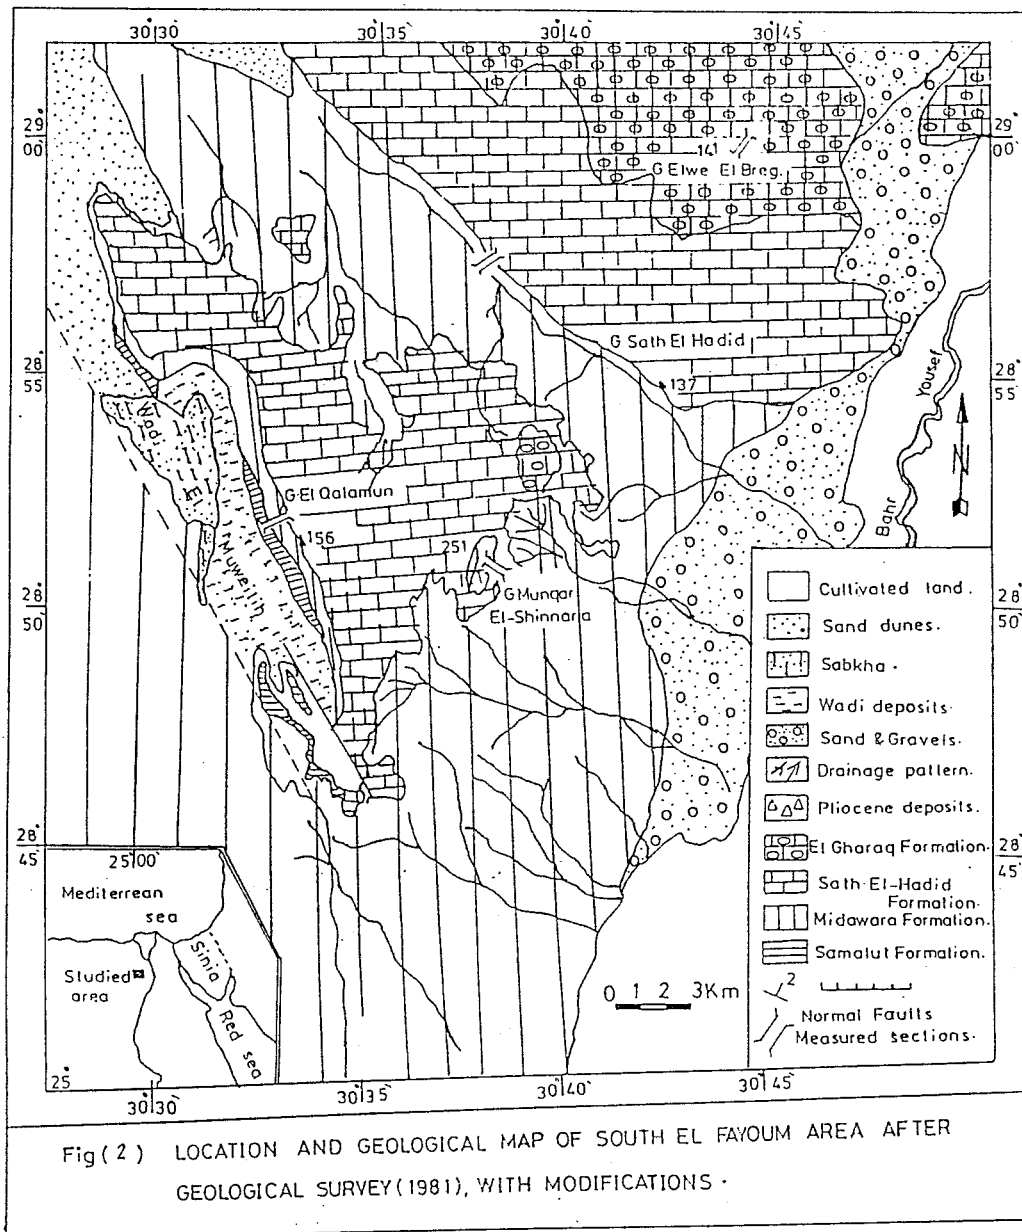 30° 30' 30° 35' 30° 40' 30° 45'
29° 00'
29° 00'
141
G Elwe El Breg.
G Sath El Hadid
137
28° 55'
28° 55'
Yousef
Bahr
N
Wadi El Muweilih
G. El Qalamun
156
251
G Munqar
El-Shinnara
28° 50'
28° 50'
28° 45'
28° 45'
Cultivated land.
Sand dunes.
Sabkha.
Wadi deposits.
Sand & Gravels.
Drainage pattern.
Pliocene deposits.
El Gharaq Formation.
Sath El-Hadid
Formation.
Midawara Formation.
Samalut Formation.
2
Normal Faults
Measured sections.
0 1 2 3Km
25° 00'
Mediterrean
sea
Sinia
Studied
area
Red sea
25°
30° 30' 30° 35' 30° 40' 30° 45'
Fig(2) LOCATION AND GEOLOGICAL MAP OF SOUTH EL FAYOUM AREA AFTER
GEOLOGICAL SURVEY(1981), WITH MODIFICATIONS.